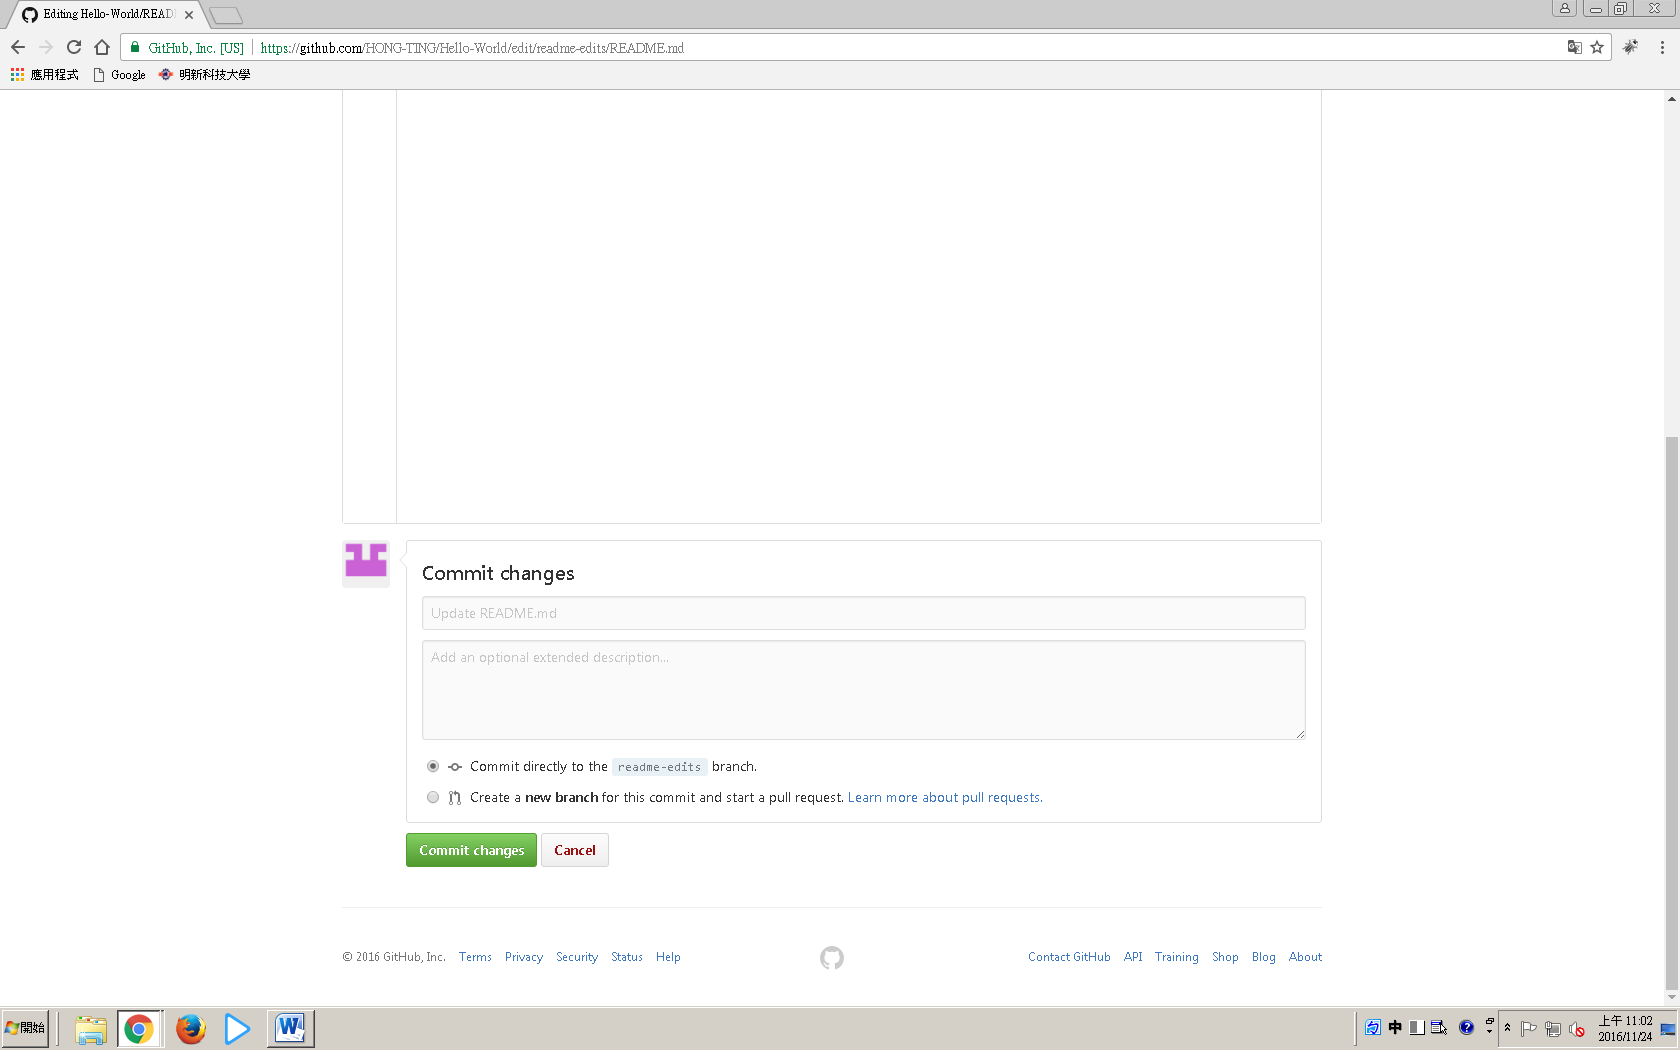 Editing Hello-World/READ
GitHub, Inc. [US] https://github.com/HONG-TING/Hello-World/edit/readme-edits/README.md
應用程式 Google 明新科技大學
Commit changes
Update README.md
Add an optional extended description...
Commit directly to the readme-edits branch.
Create a new branch for this commit and start a pull request. Learn more about pull requests.
Commit changes Cancel
© 2016 GitHub, Inc. Terms Privacy Security Status Help Contact GitHub API Training Shop Blog About
開始 中 上午 11:02
2016/11/24